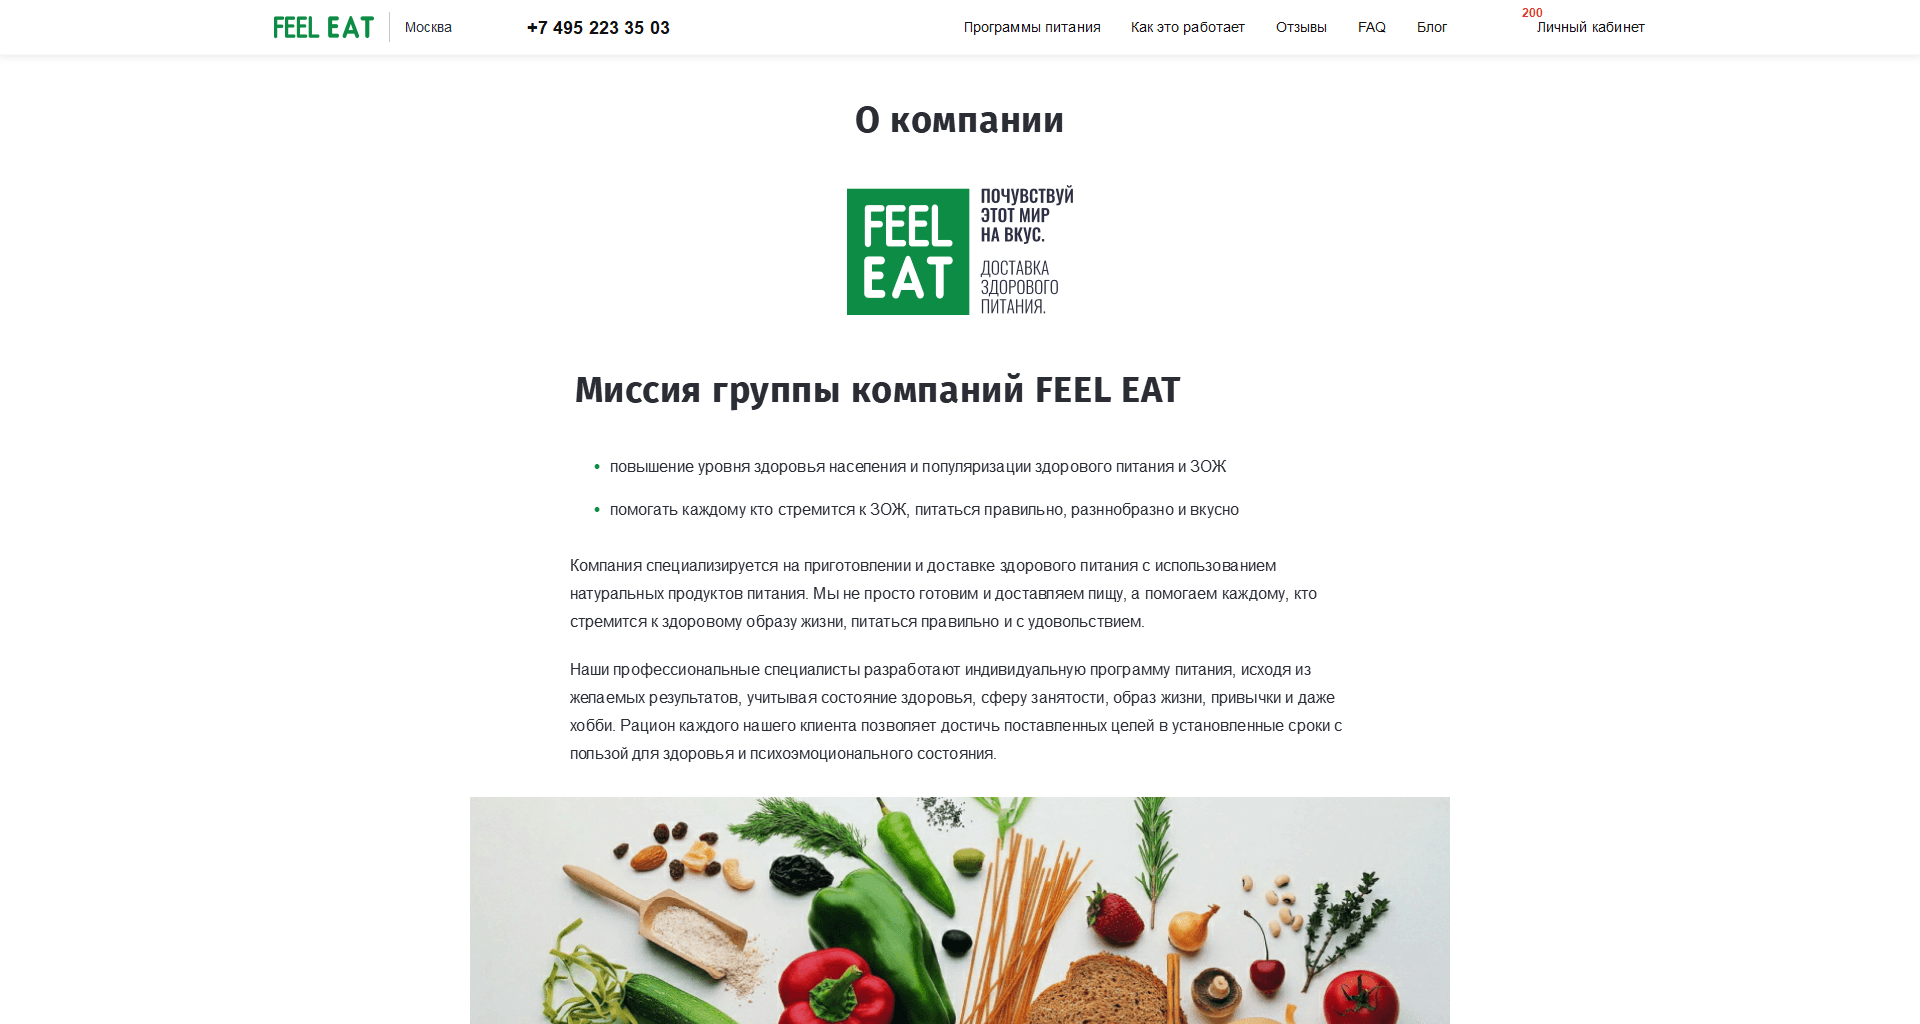 FEEL EAT
Москва
+7 495 223 35 03
Программы питания
Как это работает
Отзывы
FAQ
Блог
200
Личный кабинет
О компании
FEEL
EAT
ПОЧУВСТВУЙ
ЭТОТ МИР
НА ВКУС.
ДОСТАВКА
ЗДОРОВОГО
ПИТАНИЯ.
Миссия группы компаний FEEL EAT
• повышение уровня здоровья населения и популяризации здорового питания и ЗОЖ
• помогать каждому кто стремится к ЗОЖ, питаться правильно, разннобразно и вкусно
Компания специализируется на приготовлении и доставке здорового питания с использованием
натуральных продуктов питания. Мы не просто готовим и доставляем пищу, а помогаем каждому, кто
стремится к здоровому образу жизни, питаться правильно и с удовольствием.
Наши профессиональные специалисты разработают индивидуальную программу питания, исходя из
желаемых результатов, учитывая состояние здоровья, сферу занятости, образ жизни, привычки и даже
хобби. Рацион каждого нашего клиента позволяет достичь поставленных целей в установленные сроки с
пользой для здоровья и психоэмоционального состояния.